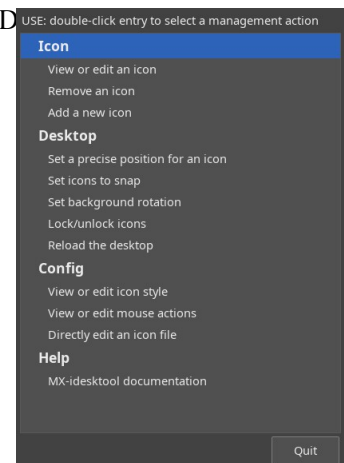 D
USE: double-click entry to select a management action
Icon
View or edit an icon
Remove an icon
Add a new icon
Desktop
Set a precise position for an icon
Set icons to snap
Set background rotation
Lock/unlock icons
Reload the desktop
Config
View or edit icon style
View or edit mouse actions
Directly edit an icon file
Help
MX-idesktool documentation
Quit